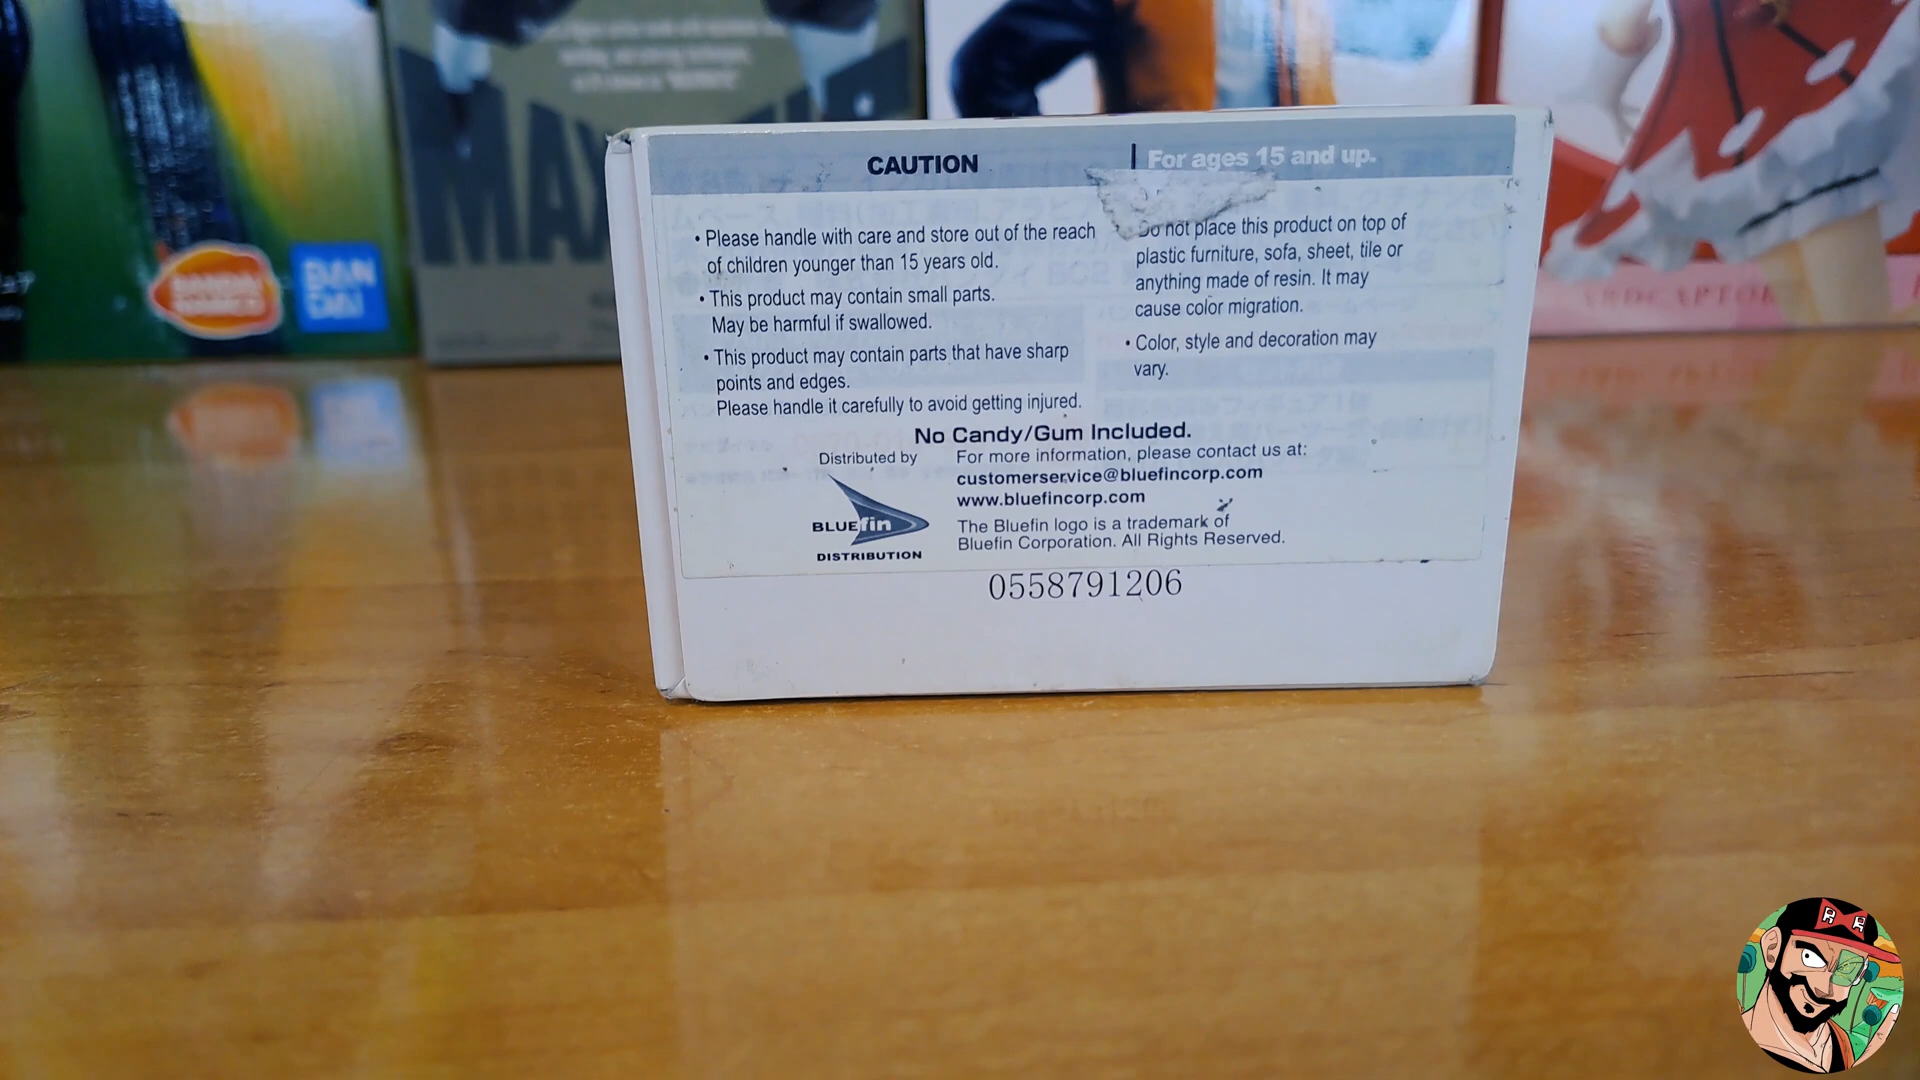 BANDAI
NAMCO
BAN
DAI
MAX
CAUTION
For ages 15 and up.
• Please handle with care and store out of the reach
of children younger than 15 years old.
• This product may contain small parts.
May be harmful if swallowed.
• This product may contain parts that have sharp
points and edges.
Please handle it carefully to avoid getting injured.
Do not place this product on top of
plastic furniture, sofa, sheet, tile or
anything made of resin. It may
cause color migration.
• Color, style and decoration may
vary.
No Candy/Gum Included.
Distributed by
BLUEfin
DISTRIBUTION
For more information, please contact us at:
customerservice@bluefincorp.com
www.bluefincorp.com
The Bluefin logo is a trademark of
Bluefin Corporation. All Rights Reserved.
0558791206
R R